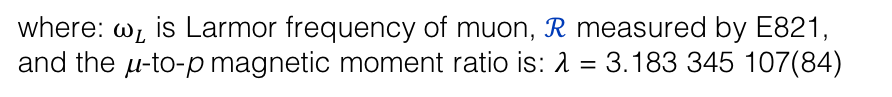 where: ω_L is Larmor frequency of muon, ℛ measured by E821,
and the μ-to-p magnetic moment ratio is: λ = 3.183 345 107(84)